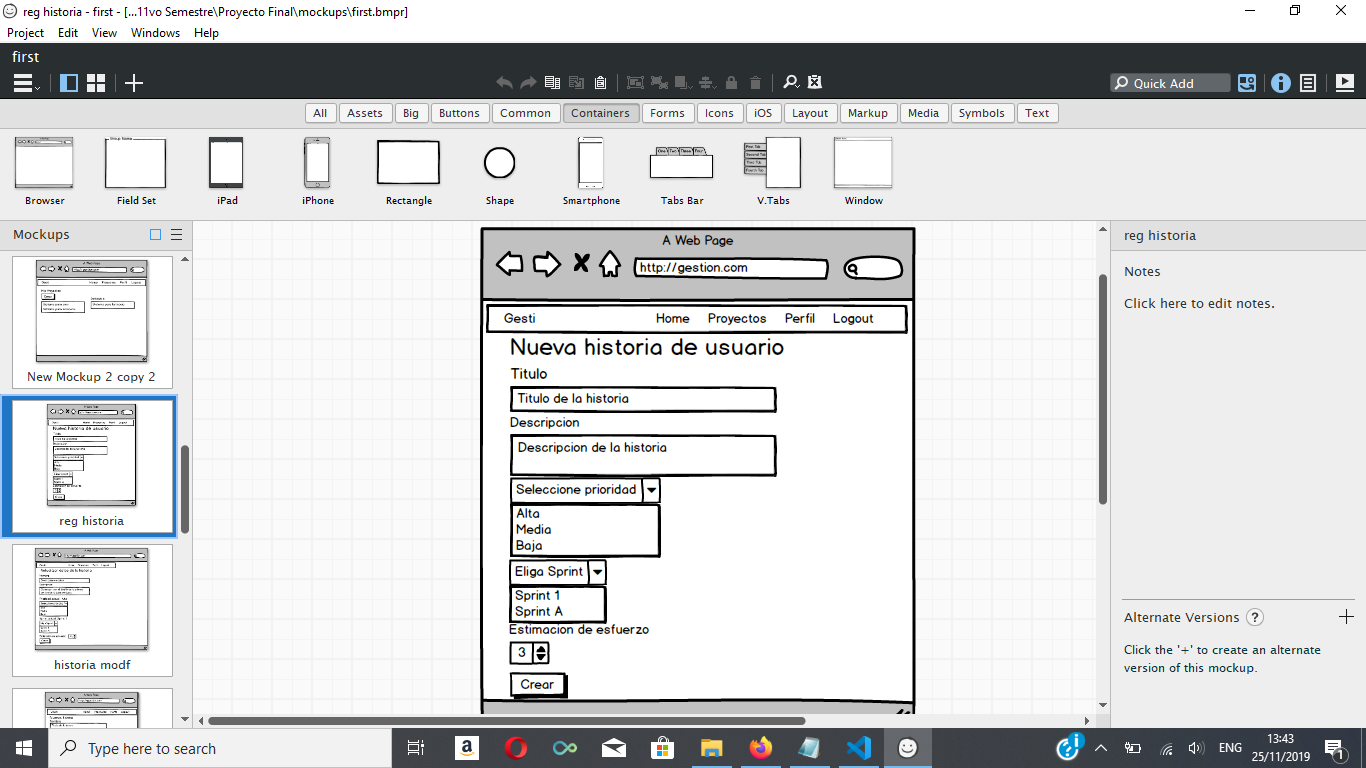 reg historia - first - [...11vo Semestre\Proyecto Final\mockups\first.bmpr]
Project Edit View Windows Help
first
Quick Add
All Assets Big Buttons Common Containers Forms Icons iOS Layout Markup Media Symbols Text
Browser Field Set iPad iPhone Rectangle Shape Smartphone Tabs Bar V.Tabs Window
Mockups
New Mockup 2 copy 2
reg historia
historia modf
A Web Page
http://gestion.com
Gesti Home Proyectos Perfil Logout
Nueva historia de usuario
Titulo
Titulo de la historia
Descripcion
Descripcion de la historia
Seleccione prioridad
Alta
Media
Baja
Eliga Sprint
Sprint 1
Sprint A
Estimacion de esfuerzo
3
Crear
reg historia
Notes
Click here to edit notes.
Alternate Versions ?
Click the '+' to create an alternate
version of this mockup.
Type here to search
ENG
13:43
25/11/2019
1